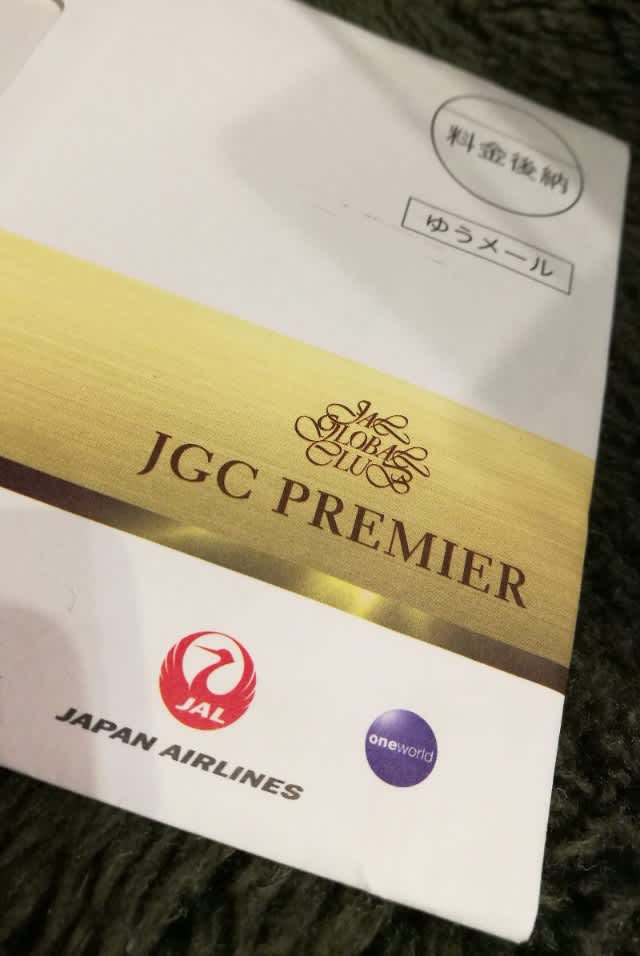 料金後納
ゆうメール
JAL
GLOBAL
CLUB
JGC PREMIER
JAL
JAPAN AIRLINES
oneworld